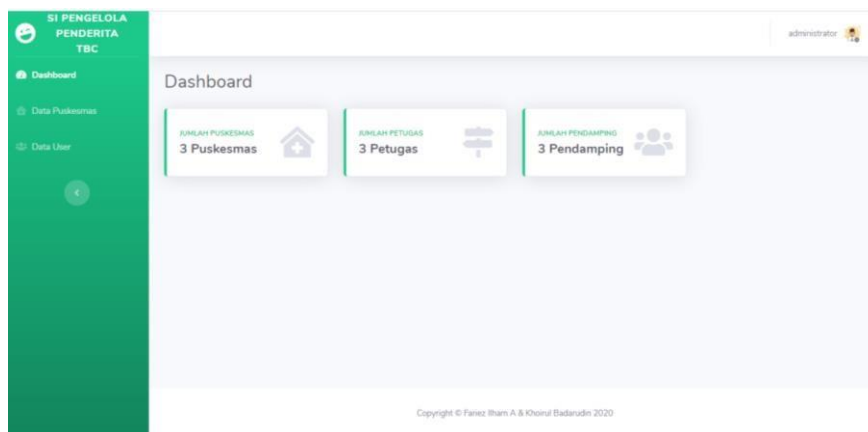 SI PENGELOLA
PENDERITA
TBC
administrator
Dashboard
Data Puskesmas
Data User
Dashboard
JUMLAH PUSKESMAS
3 Puskesmas
JUMLAH PETUGAS
3 Petugas
JUMLAH PENDAMPING
3 Pendamping
Copyright © Fariez Ilham A & Khoirul Badarudin 2020